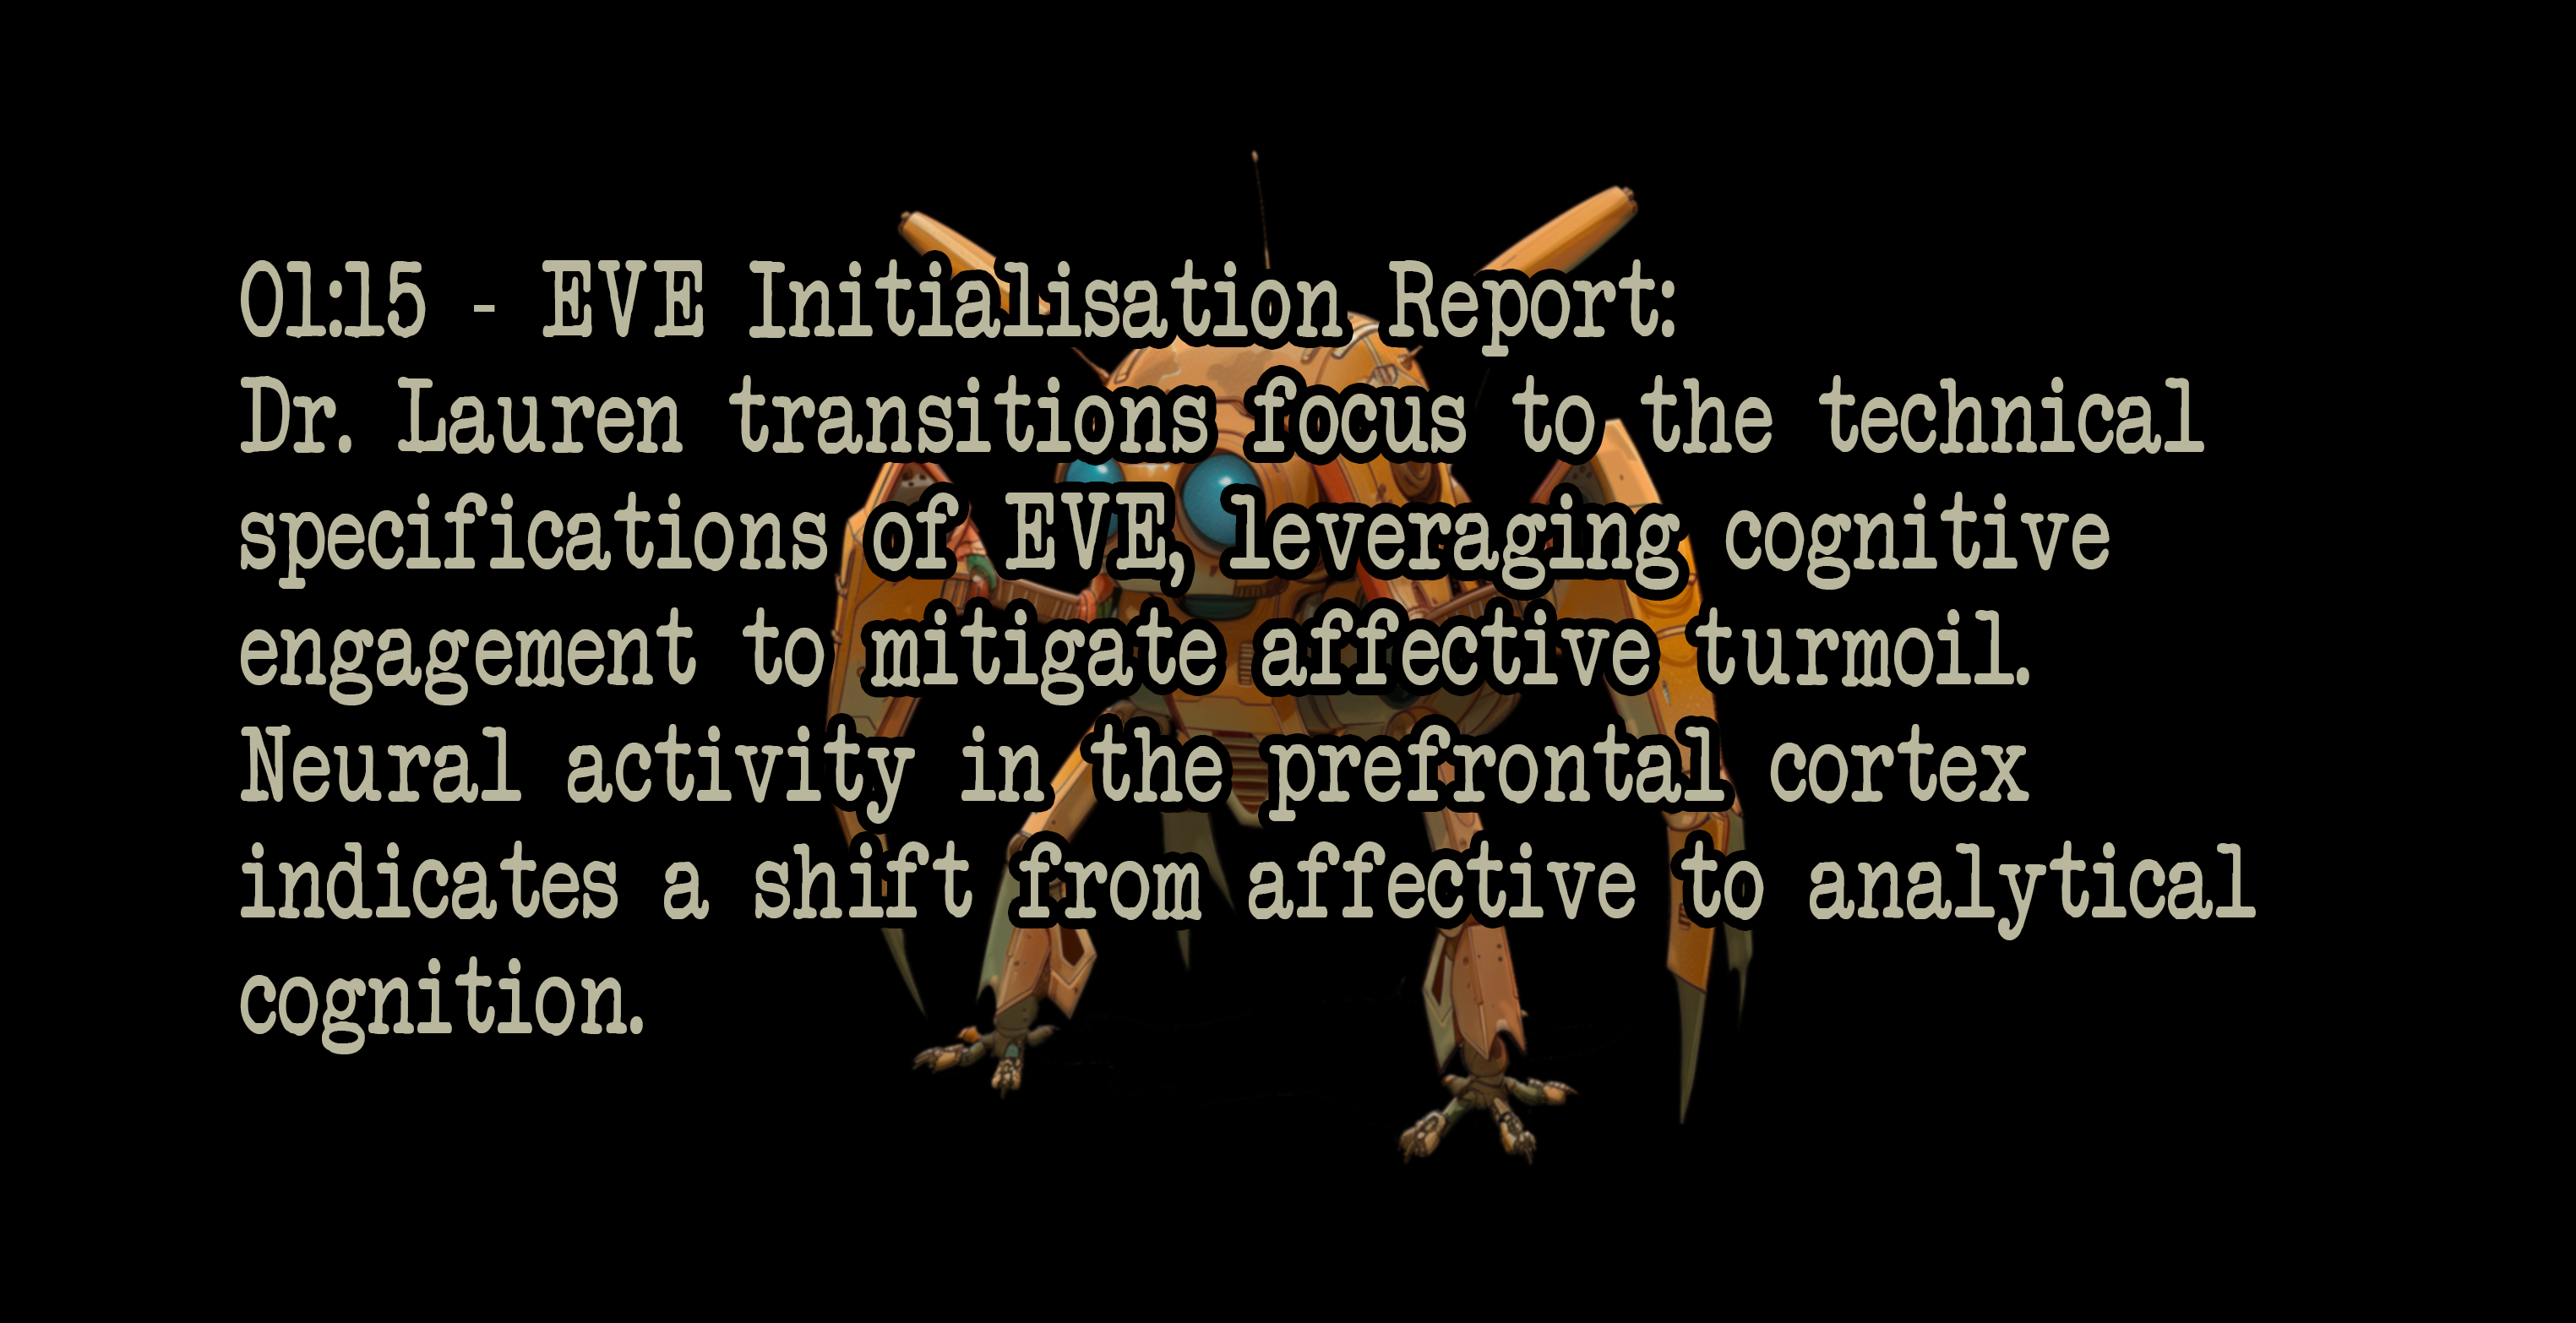 01:15 - EVE Initialisation Report:
Dr. Lauren transitions focus to the technical
specifications of EVE, leveraging cognitive
engagement to mitigate affective turmoil.
Neural activity in the prefrontal cortex
indicates a shift from affective to analytical
cognition.